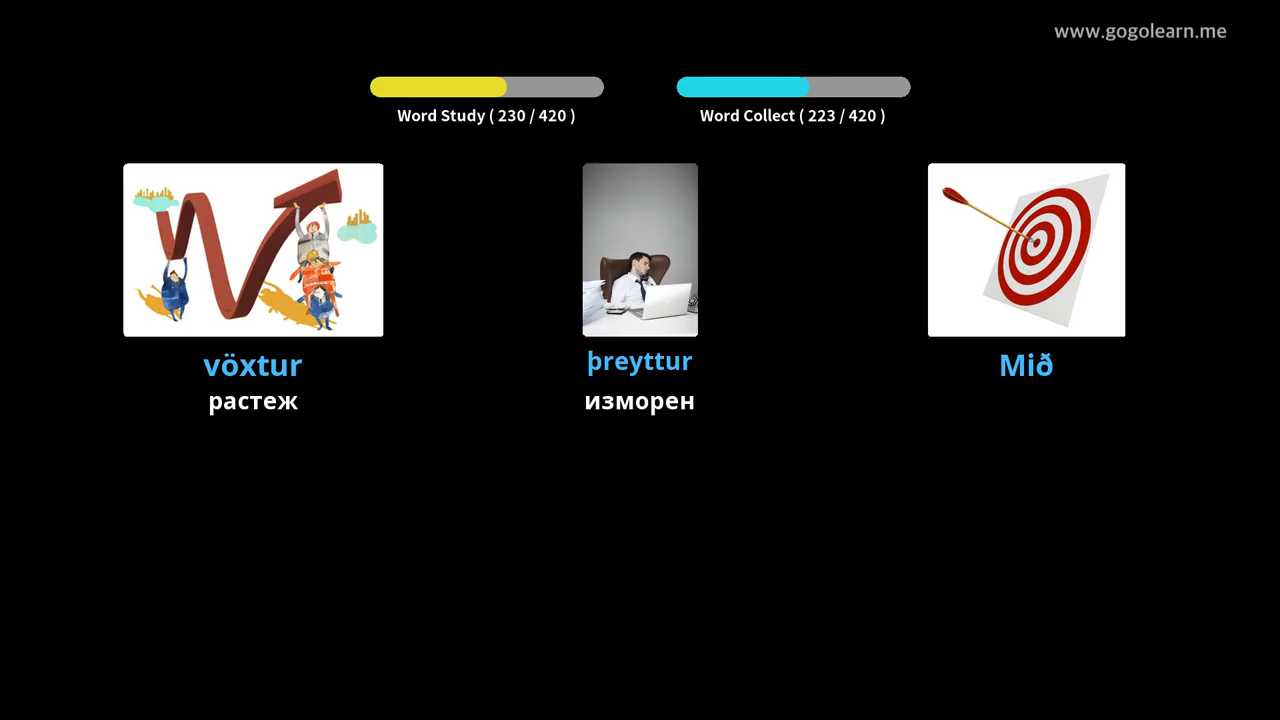 www.gogolearn.me
Word Study ( 230 / 420 )
Word Collect ( 223 / 420 )
vöxtur
растеж
þreyttur
изморен
Mið